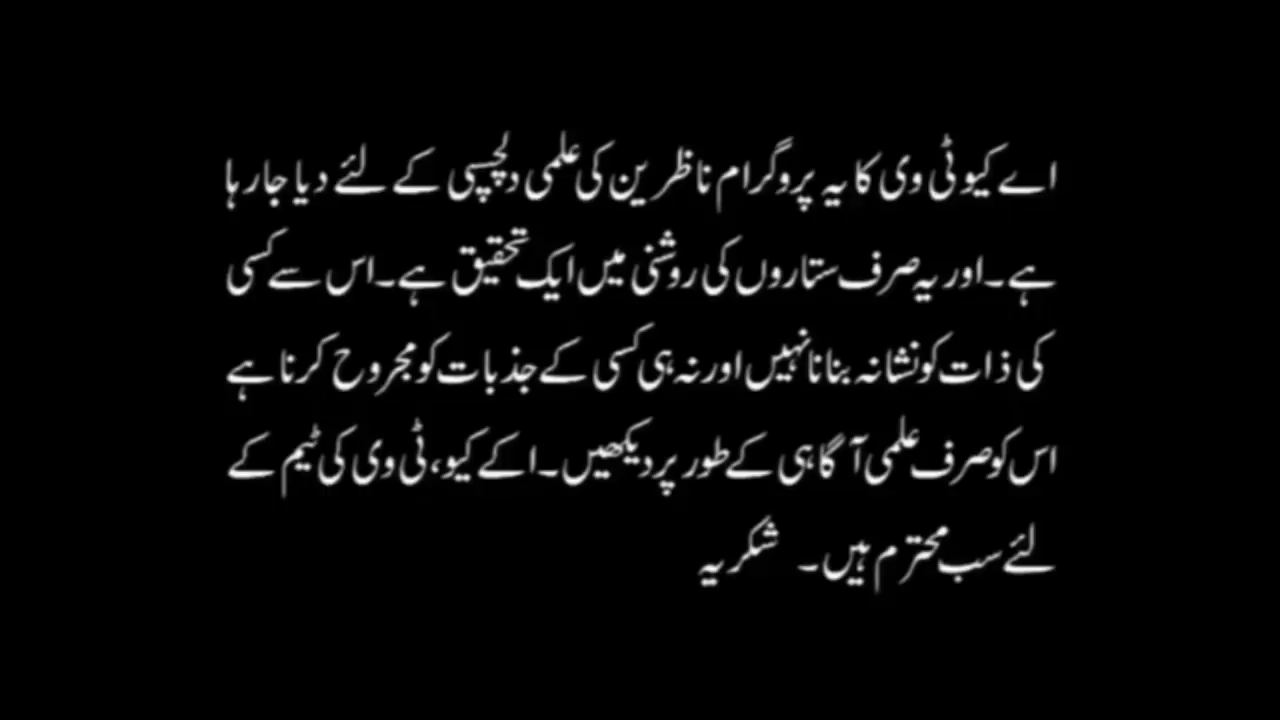 اے کیو ٹی وی کا یہ پروگرام ناظرین کی علمی دلچسپی کے لئے دیا جا رہا
ہے۔ اور یہ صرف ستاروں کی روشنی میں ایک تحقیق ہے۔ اس سے کسی
کی ذات کو نشانہ بنانا نہیں اور نہ ہی کسی کے جذبات کو مجروح کرنا ہے
اس کو صرف علمی آگاہی کے طور پر دیکھیں۔ اکے کیو، ٹی وی کی ٹیم کے
لئے سب محترم ہیں۔ شکریہ